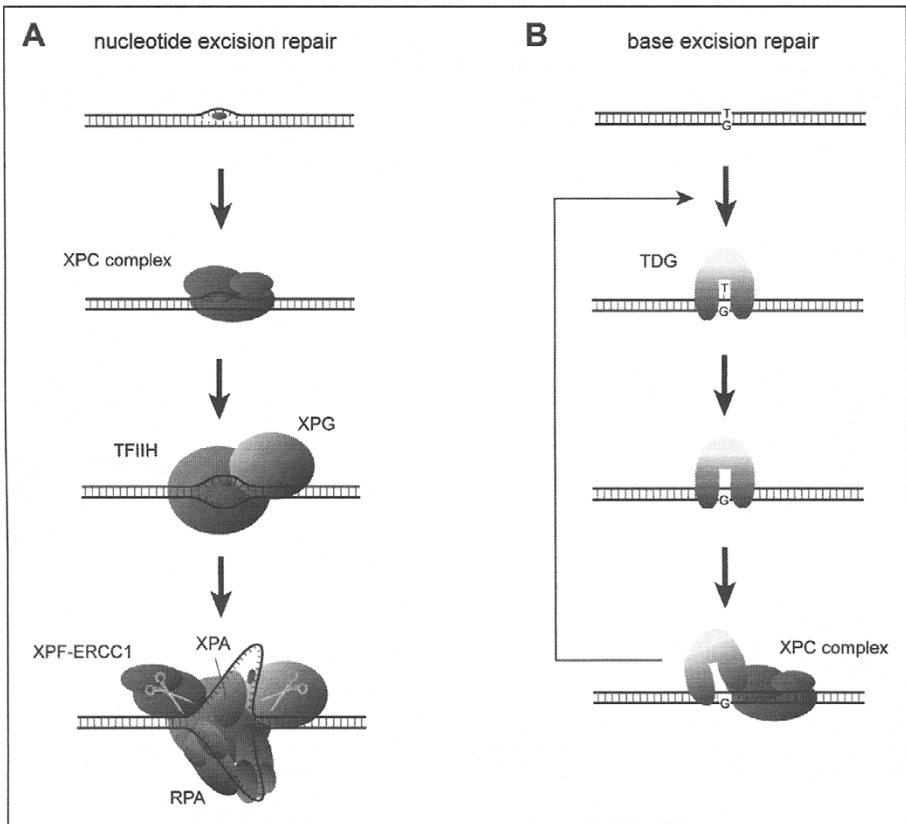 A
nucleotide excision repair
XPC complex
TFIIH
XPG
XPF-ERCC1
XPA
RPA
B
base excision repair
T
G
TDG
T
G
G
XPC complex
G